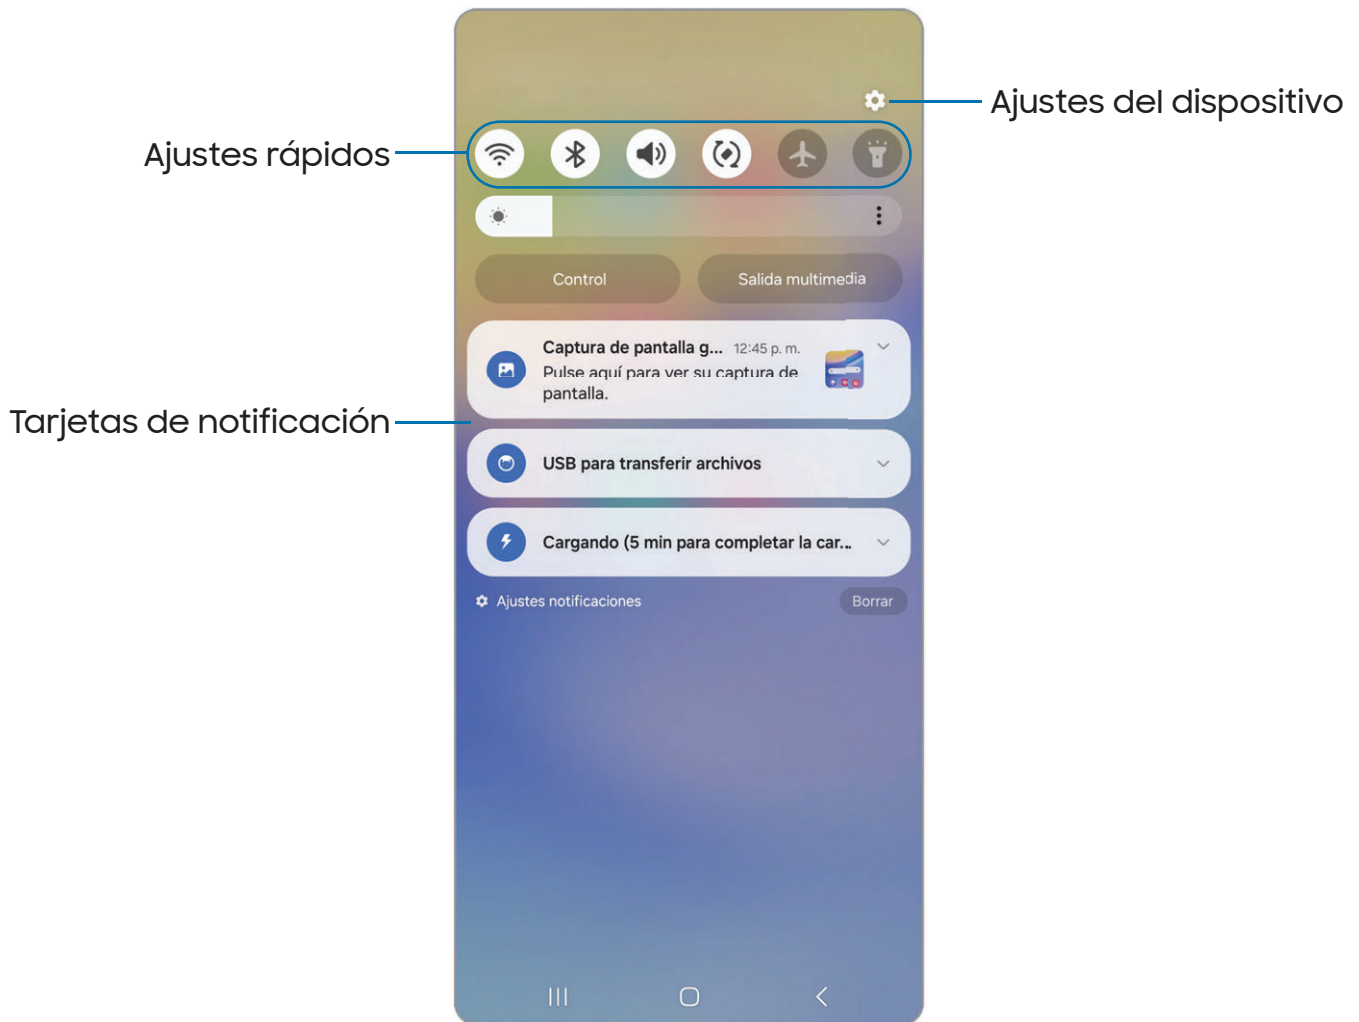 Ajustes del dispositivo
Ajustes rápidos
Control
Salida multimedia
Captura de pantalla g... 12:45 p. m.
Pulse aquí para ver su captura de
pantalla.
Tarjetas de notificación
USB para transferir archivos
Cargando (5 min para completar la car...
Ajustes notificaciones
Borrar